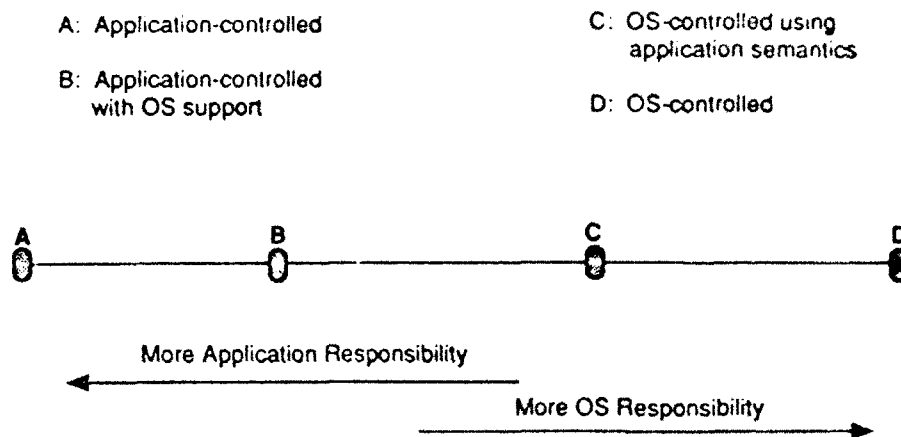 A: Application-controlled
B: Application-controlled
with OS support
C: OS-controlled using
application semantics
D: OS-controlled
A
B
C
D
More Application Responsibility
More OS Responsibility